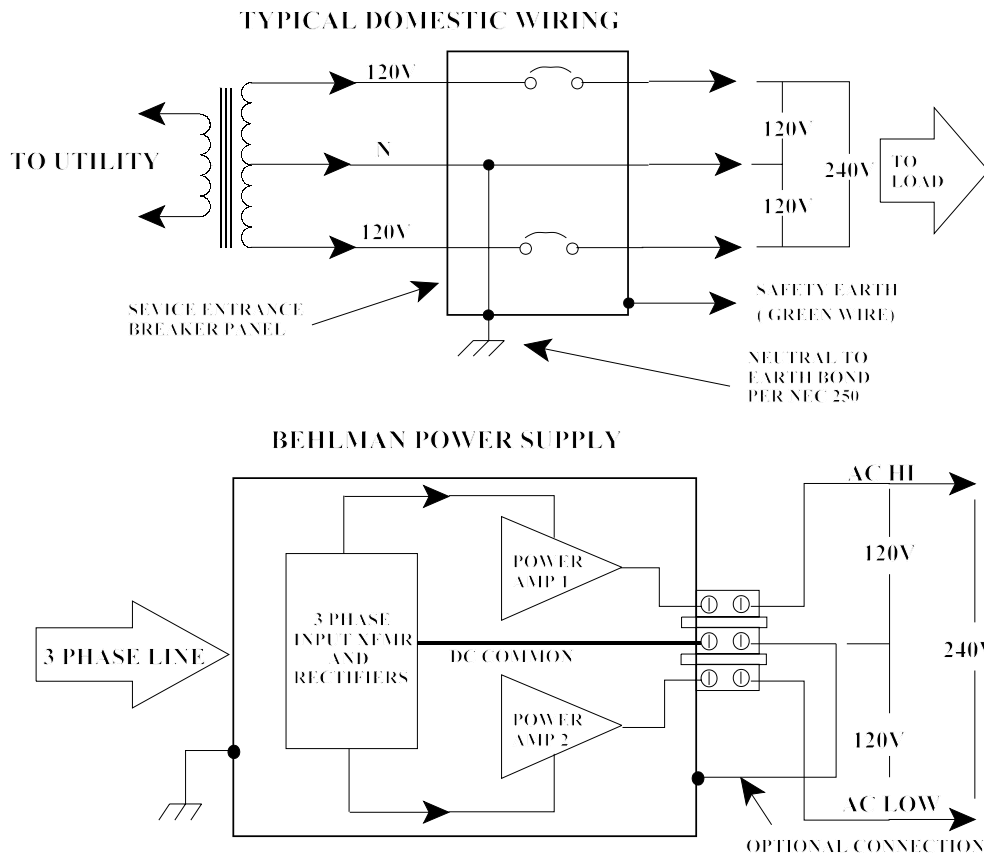 TYPICAL DOMESTIC WIRING
120V
N
120V
TO UTILITY
120V
240V
120V
TO
LOAD
SEVICE ENTRANCE
BREAKER PANEL
SAFETY EARTH
( GREEN WIRE)
NEUTRAL TO
EARTH BOND
PER NEC 250
BEHLMAN POWER SUPPLY
AC HI
POWER
AMP 1
120V
3 PHASE
INPUT XFMR
AND
RECTIFIERS
3 PHASE LINE
DC COMMON
240V
POWER
AMP 2
120V
AC LOW
OPTIONAL CONNECTION